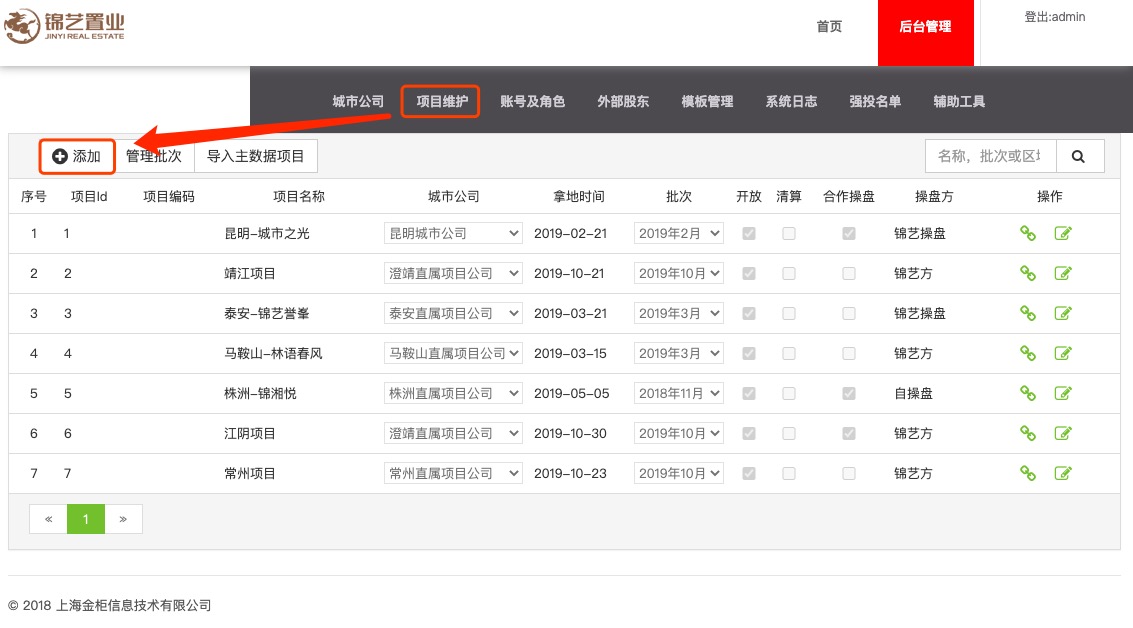 锦艺置业
JINYI REAL ESTATE
首页 后台管理 登出:admin
城市公司 项目维护 账号及角色 外部股东 模板管理 系统日志 强投名单 辅助工具
添加 管理批次 导入主数据项目 名称，批次或区块
序号 项目Id 项目编码 项目名称 城市公司 拿地时间 批次 开放 清算 合作操盘 操盘方 操作
1 1 昆明-城市之光 昆明城市公司 2019-02-21 2019年2月 锦艺操盘
2 2 靖江项目 澄靖直属项目公司 2019-10-21 2019年10月 锦艺方
3 3 泰安-锦艺誉峯 泰安直属项目公司 2019-03-21 2019年3月 锦艺操盘
4 4 马鞍山-林语春风 马鞍山直属项目公司 2019-03-15 2019年3月 锦艺方
5 5 株洲-锦湘悦 株洲直属项目公司 2019-05-05 2018年11月 自操盘
6 6 江阴项目 澄靖直属项目公司 2019-10-30 2019年10月 锦艺方
7 7 常州项目 常州直属项目公司 2019-10-23 2019年10月 锦艺方
« 1 »
© 2018 上海金柜信息技术有限公司